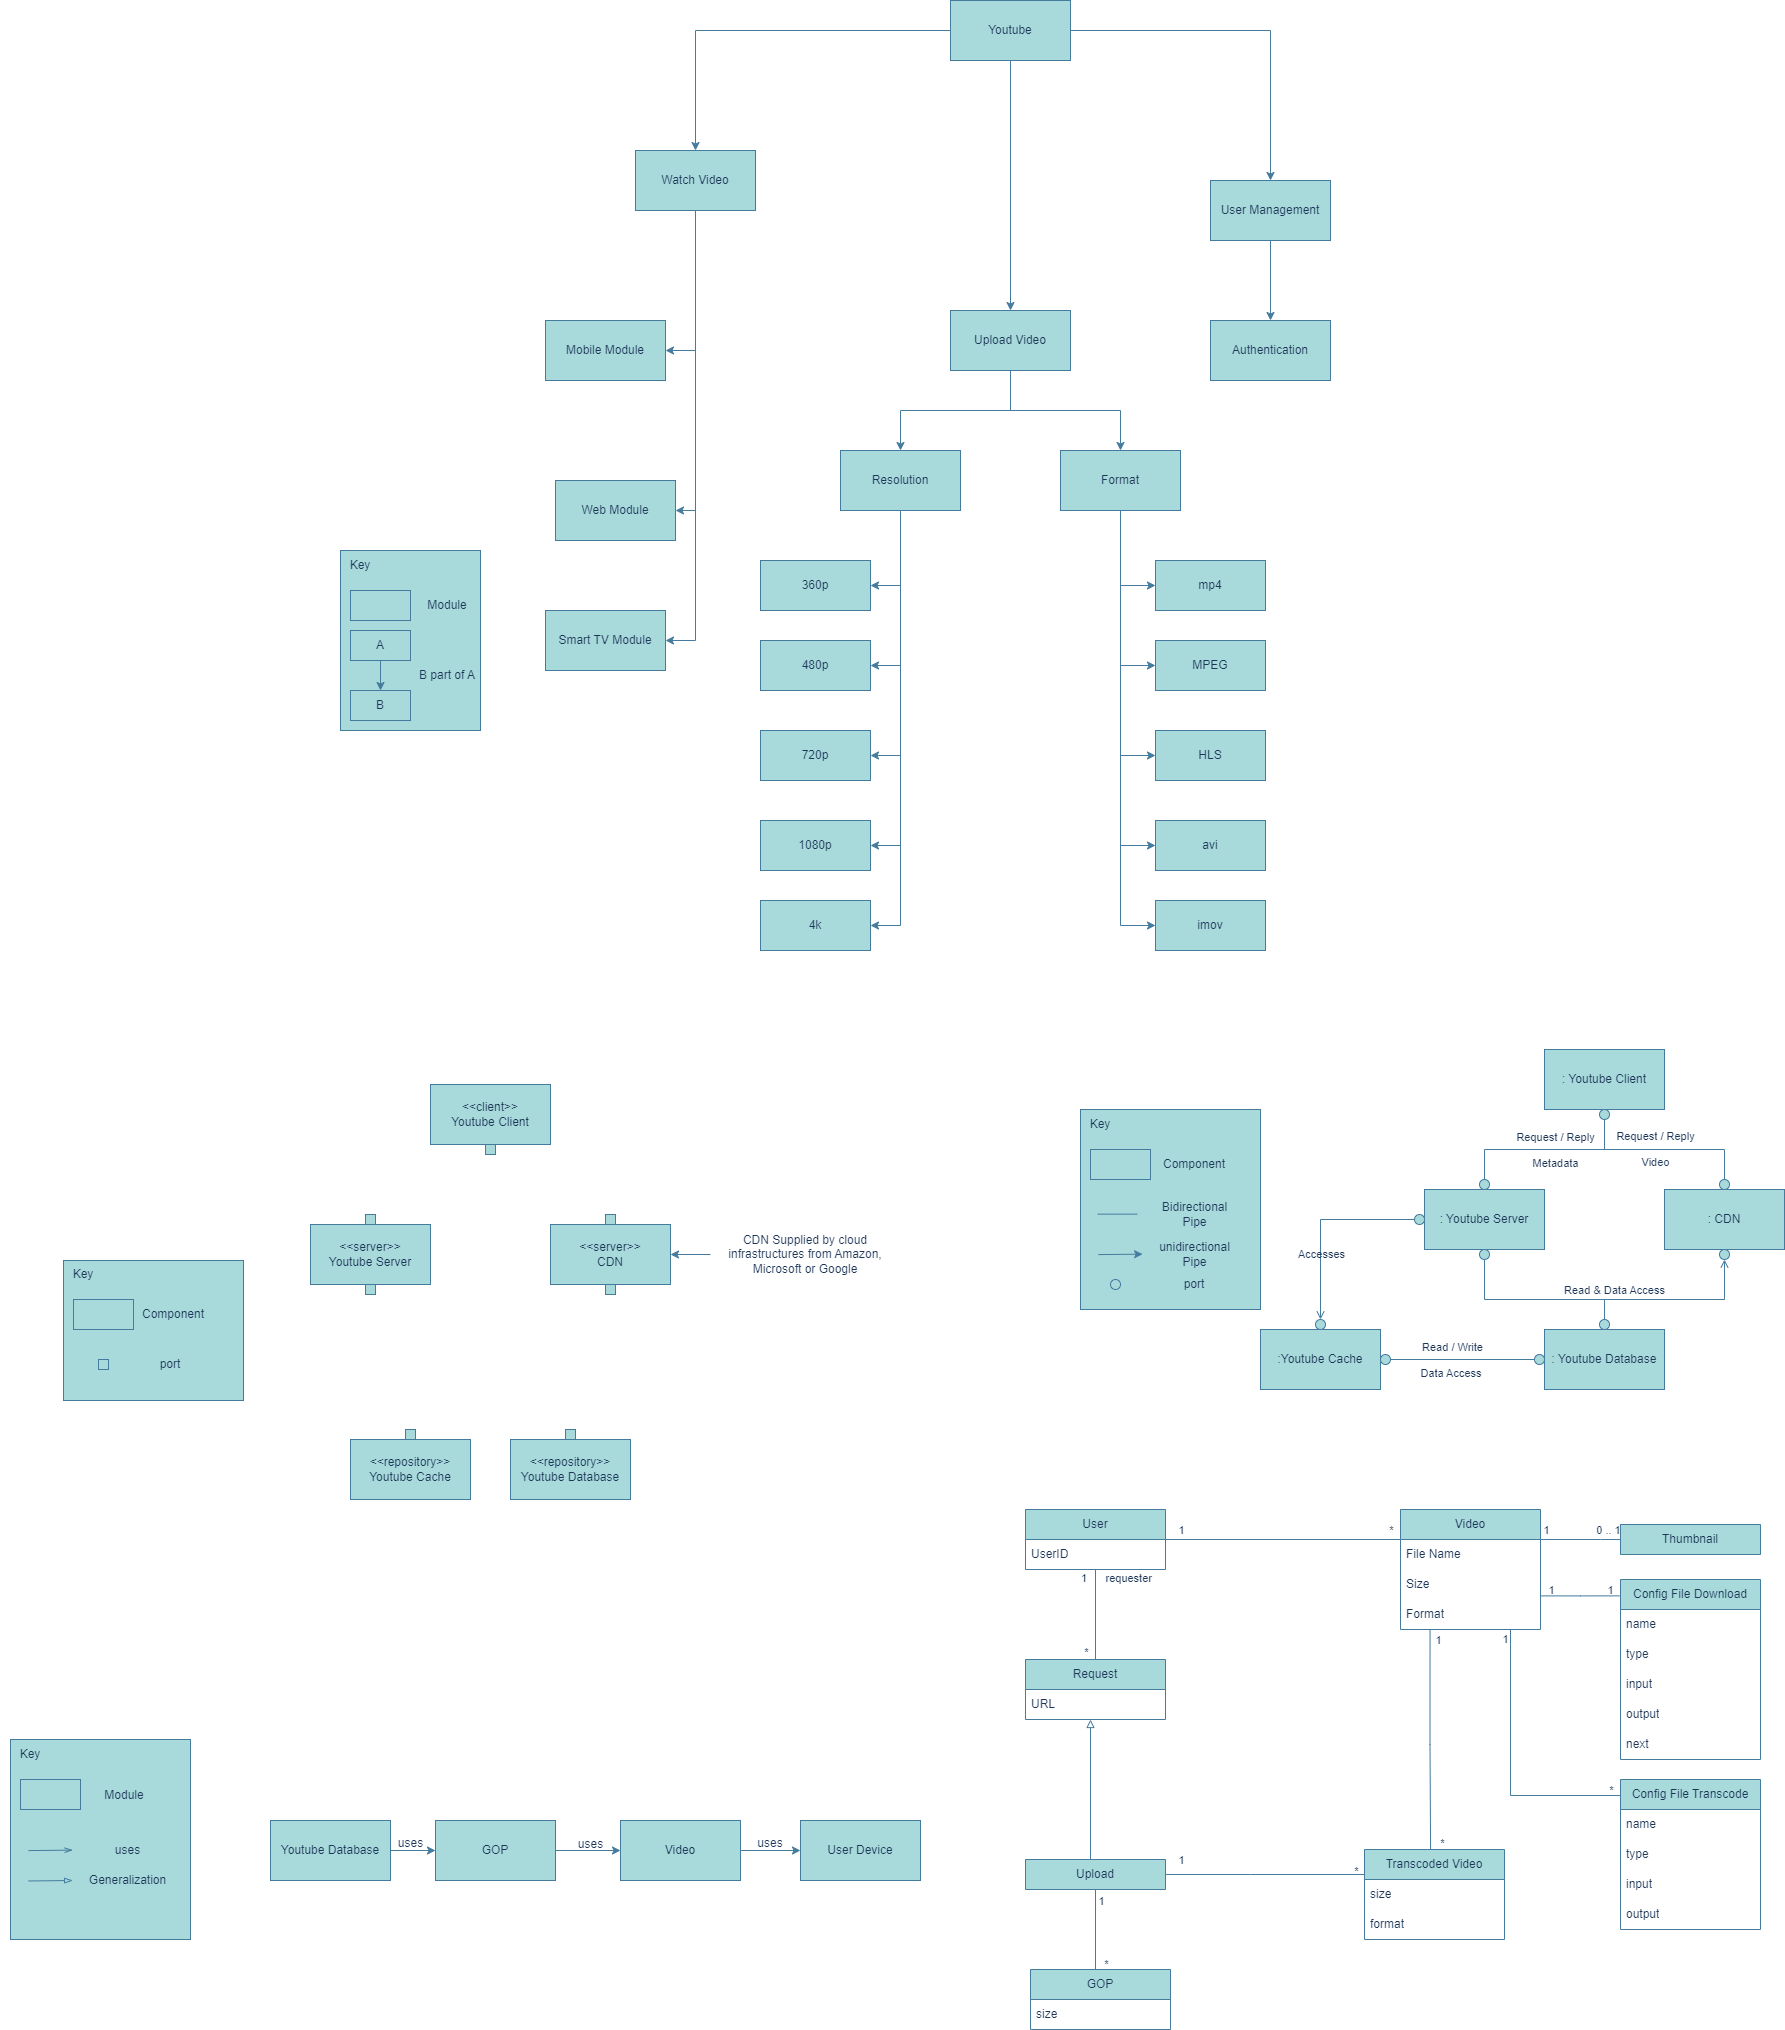 Youtube
Watch Video
User Management
Upload Video
Mobile Module
Authentication
Resolution
Format
Web Module
Key
Module
A
B part of A
B
Smart TV Module
360p
mp4
480p
MPEG
720p
HLS
1080p
avi
4k
imov
<<client>>
Youtube Client
<<server>>
Youtube Server
<<server>>
CDN
CDN Supplied by cloud
infrastructures from Amazon,
Microsoft or Google
Key
Component
port
<<repository>>
Youtube Cache
<<repository>>
Youtube Database
Key
Component
Bidirectional
Pipe
unidirectional
Pipe
port
: Youtube Client
Request / Reply
Metadata
Request / Reply
Video
: Youtube Server
: CDN
Accesses
Read & Data Access
:Youtube Cache
Read / Write
Data Access
: Youtube Database
Key
Module
uses
Generalization
Youtube Database
uses
GOP
uses
Video
uses
User Device
User
UserID
1
*
Video
File Name
Size
Format
1
0 .. 1
Thumbnail
1
1
Config File Download
name
type
input
output
next
1
requester
*
Request
URL
1
1
*
Config File Transcode
name
type
input
output
*
Upload
1
*
Transcoded Video
size
format
1
*
GOP
size